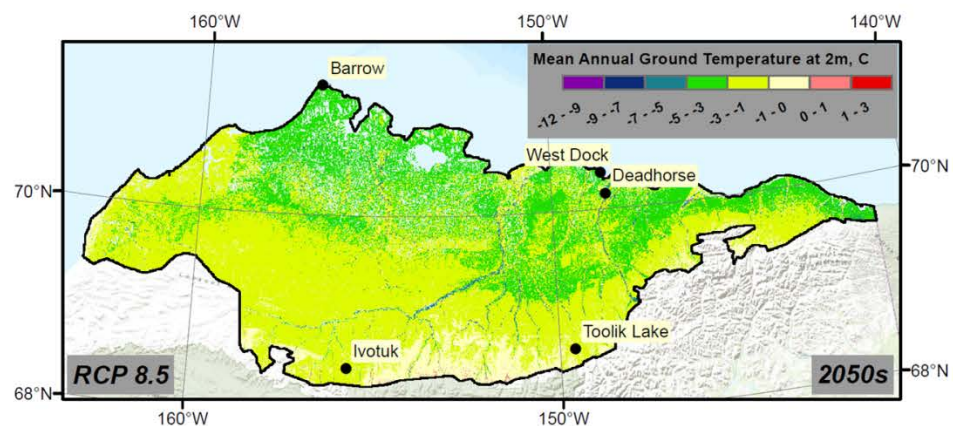 160°W 150°W 140°W
Mean Annual Ground Temperature at 2m, C
-12 - -9 -9 - -7 -7 - -5 -5 - -3 -3 - -1 -1 - 0 0 - 1 1 - 3
Barrow
West Dock
Deadhorse
70°N 70°N
Toolik Lake
Ivotuk
RCP 8.5 2050s
68°N 68°N
160°W 150°W